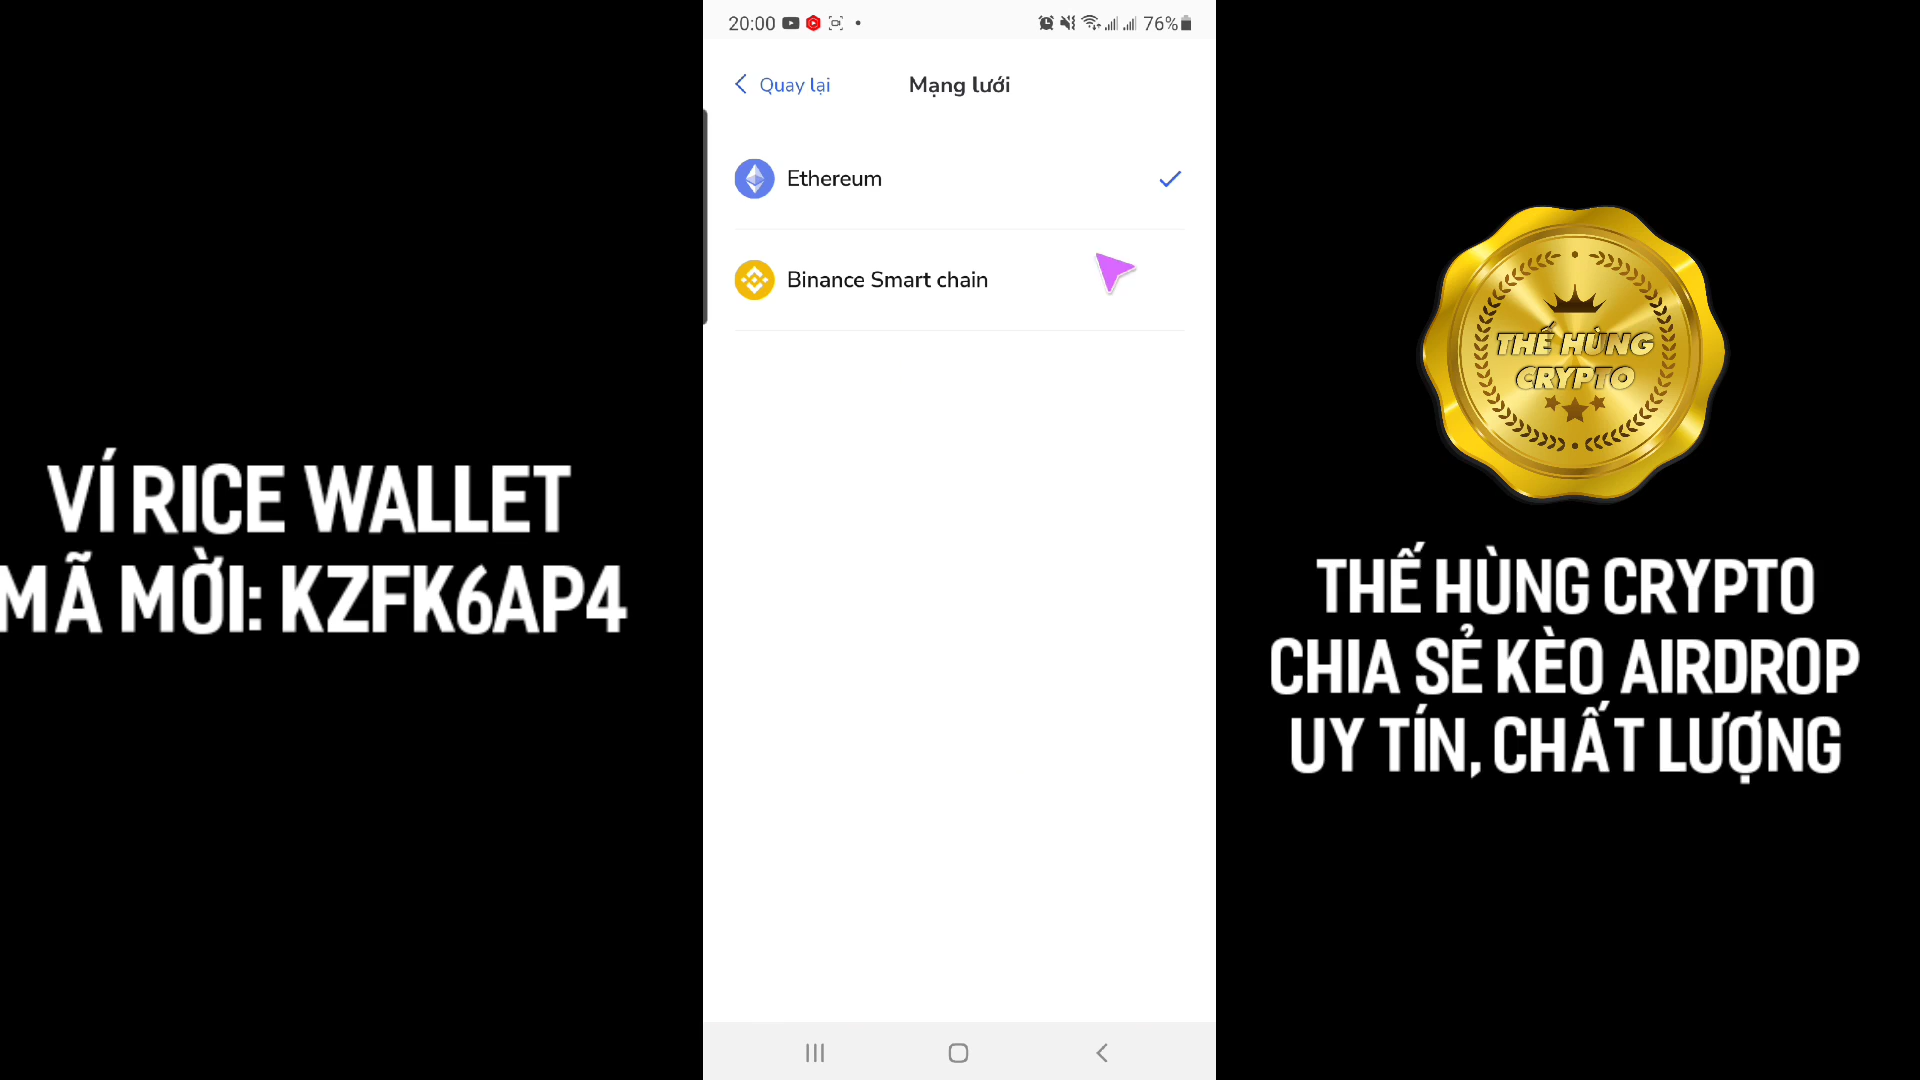 20:00
76%
Quay lại
Mạng lưới
Ethereum
Binance Smart chain
VÍ RICE WALLET
MÃ MỜI: KZFK6AP4
THẾ HÙNG
CRYPTO
THẾ HÙNG CRYPTO
CHIA SẺ KÈO AIRDROP
UY TÍN, CHẤT LƯỢNG